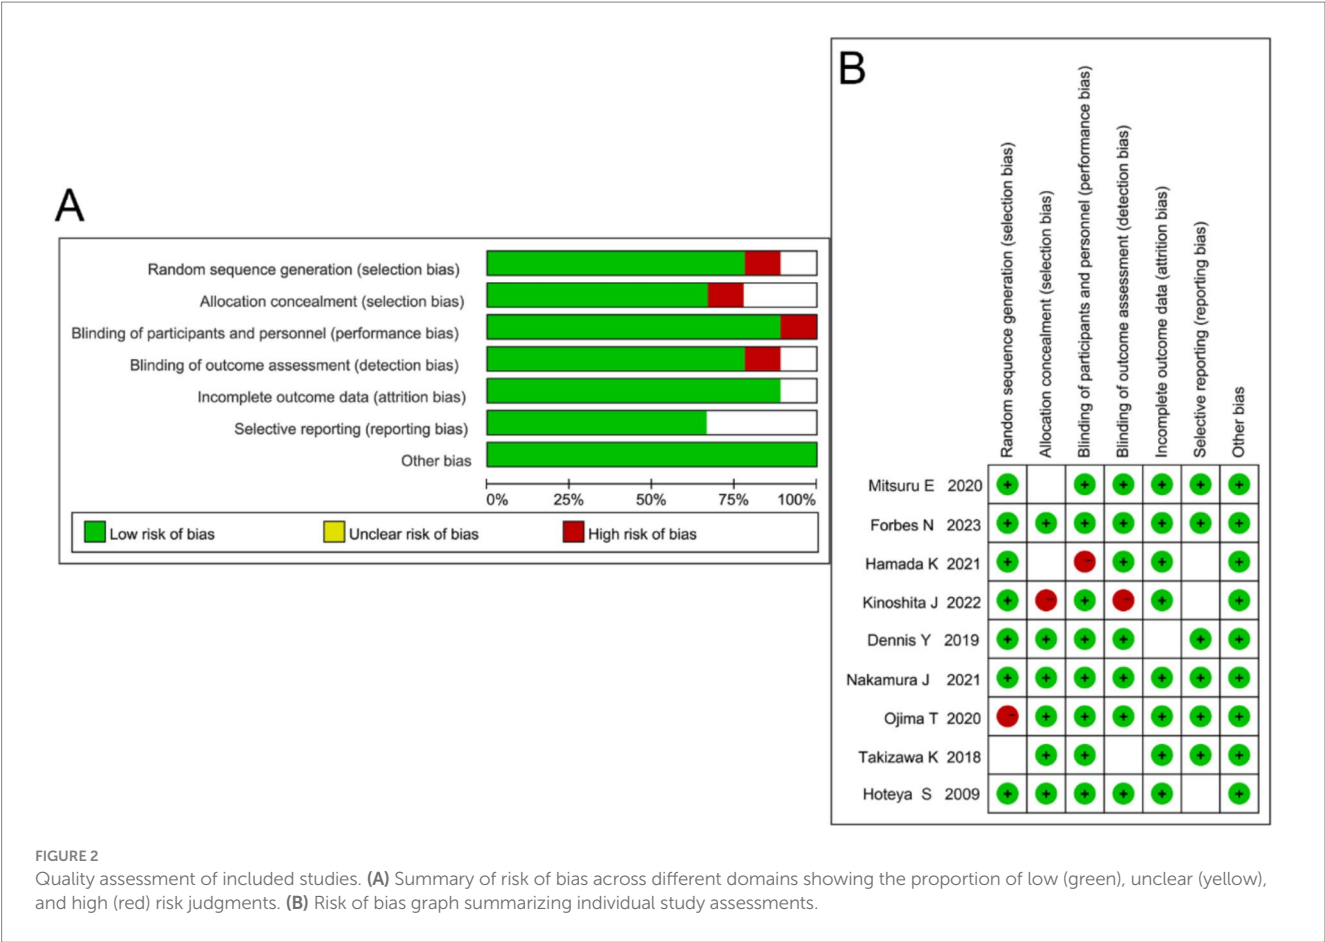 A
Random sequence generation (selection bias)
Allocation concealment (selection bias)
Blinding of participants and personnel (performance bias)
Blinding of outcome assessment (detection bias)
Incomplete outcome data (attrition bias)
Selective reporting (reporting bias)
Other bias
0% 25% 50% 75% 100%
Low risk of bias Unclear risk of bias High risk of bias
B
Random sequence generation (selection bias)
Allocation concealment (selection bias)
Blinding of participants and personnel (performance bias)
Blinding of outcome assessment (detection bias)
Incomplete outcome data (attrition bias)
Selective reporting (reporting bias)
Other bias
Mitsuru E 2020 + + + + + +
Forbes N 2023 + + + + + + +
Hamada K 2021 + - + + +
Kinoshita J 2022 + - + - + +
Dennis Y 2019 + + + + + +
Nakamura J 2021 + + + + + + +
Ojima T 2020 - + + + + + +
Takizawa K 2018 + + + + +
Hoteya S 2009 + + + + + +
FIGURE 2
Quality assessment of included studies. (A) Summary of risk of bias across different domains showing the proportion of low (green), unclear (yellow),
and high (red) risk judgments. (B) Risk of bias graph summarizing individual study assessments.